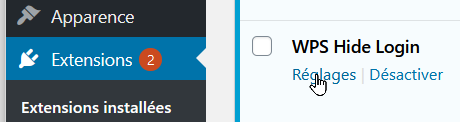 Apparence
Extensions 2
Extensions installées
WPS Hide Login
Réglages | Désactiver